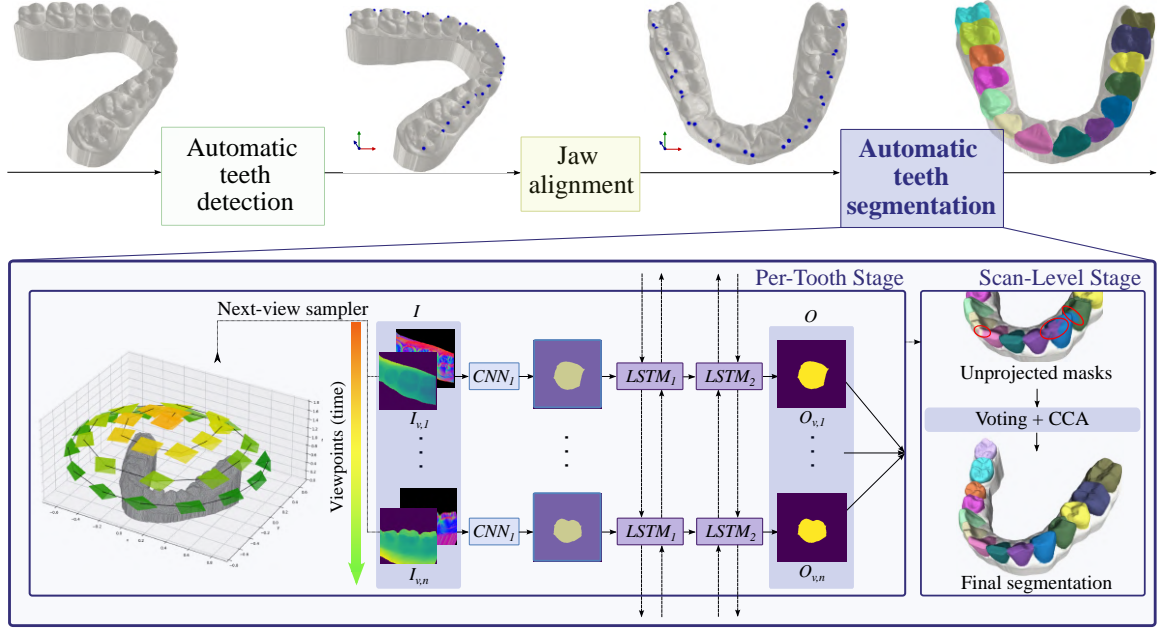 Automatic
teeth
detection
Jaw
alignment
Automatic
teeth
segmentation
Per-Tooth Stage
Scan-Level Stage
Next-view sampler
Viewpoints (time)
I
O
CNN1
LSTM1
LSTM2
Iv,1
Ov,1
CNN1
LSTM1
LSTM2
Iv,n
Ov,n
Unprojected masks
Voting + CCA
Final segmentation